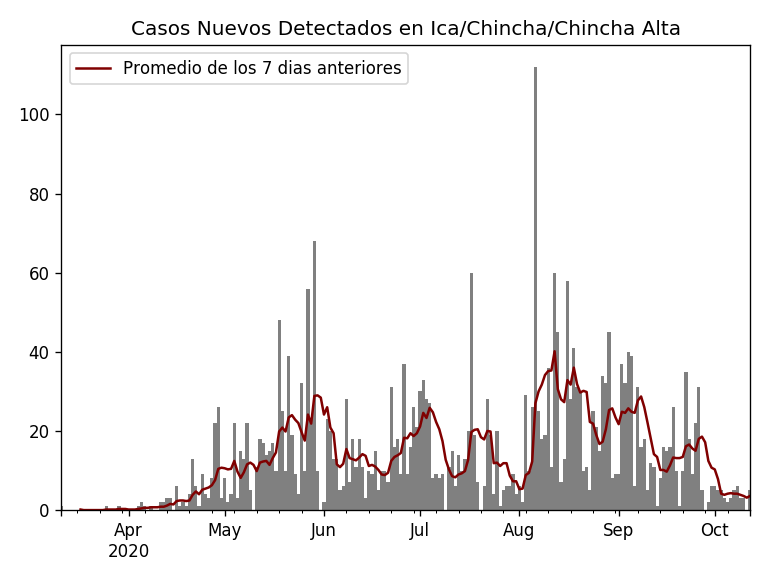 Casos Nuevos Detectados en Ica/Chincha/Chincha Alta
Promedio de los 7 dias anteriores
100
80
60
40
20
0
Apr May Jun Jul Aug Sep Oct
2020